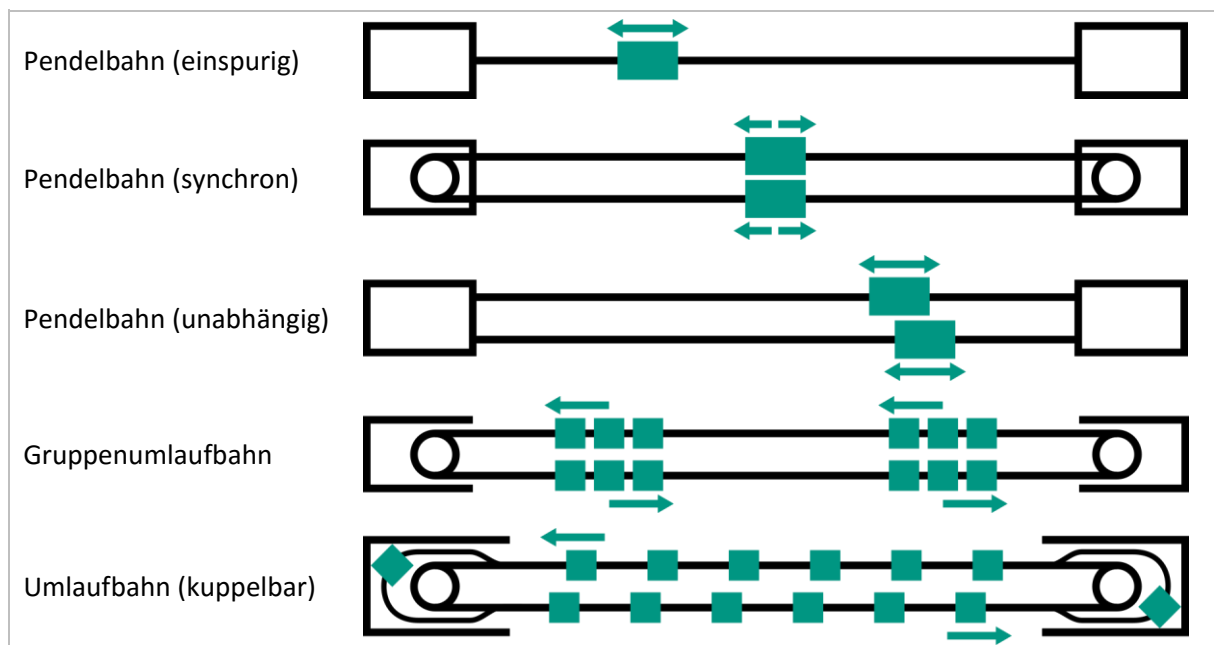 Pendelbahn (einspurig)
Pendelbahn (synchron)
Pendelbahn (unabhängig)
Gruppenumlaufbahn
Umlaufbahn (kuppelbar)